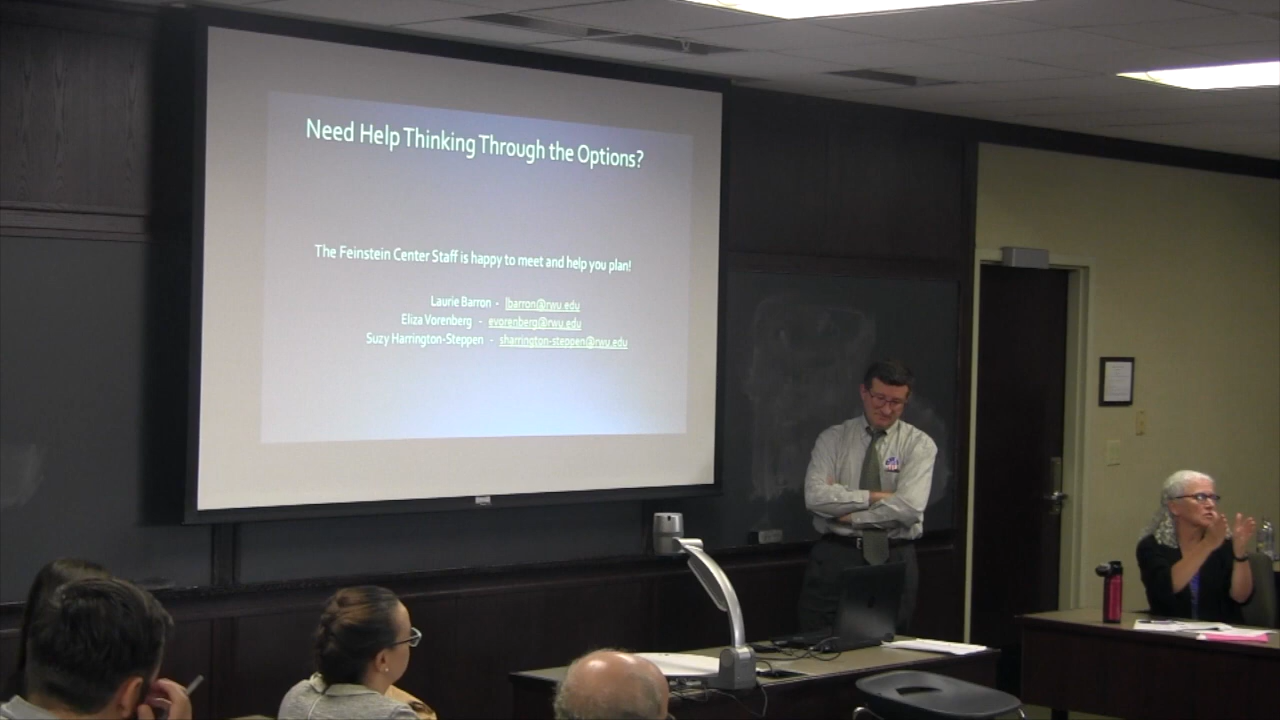 Need Help Thinking Through the Options?
The Feinstein Center Staff is happy to meet and help you plan!
Laurie Barron - lbarron@rwu.edu
Eliza Vorenberg - evorenberg@rwu.edu
Suzy Harrington-Steppen - sharrington-steppen@rwu.edu